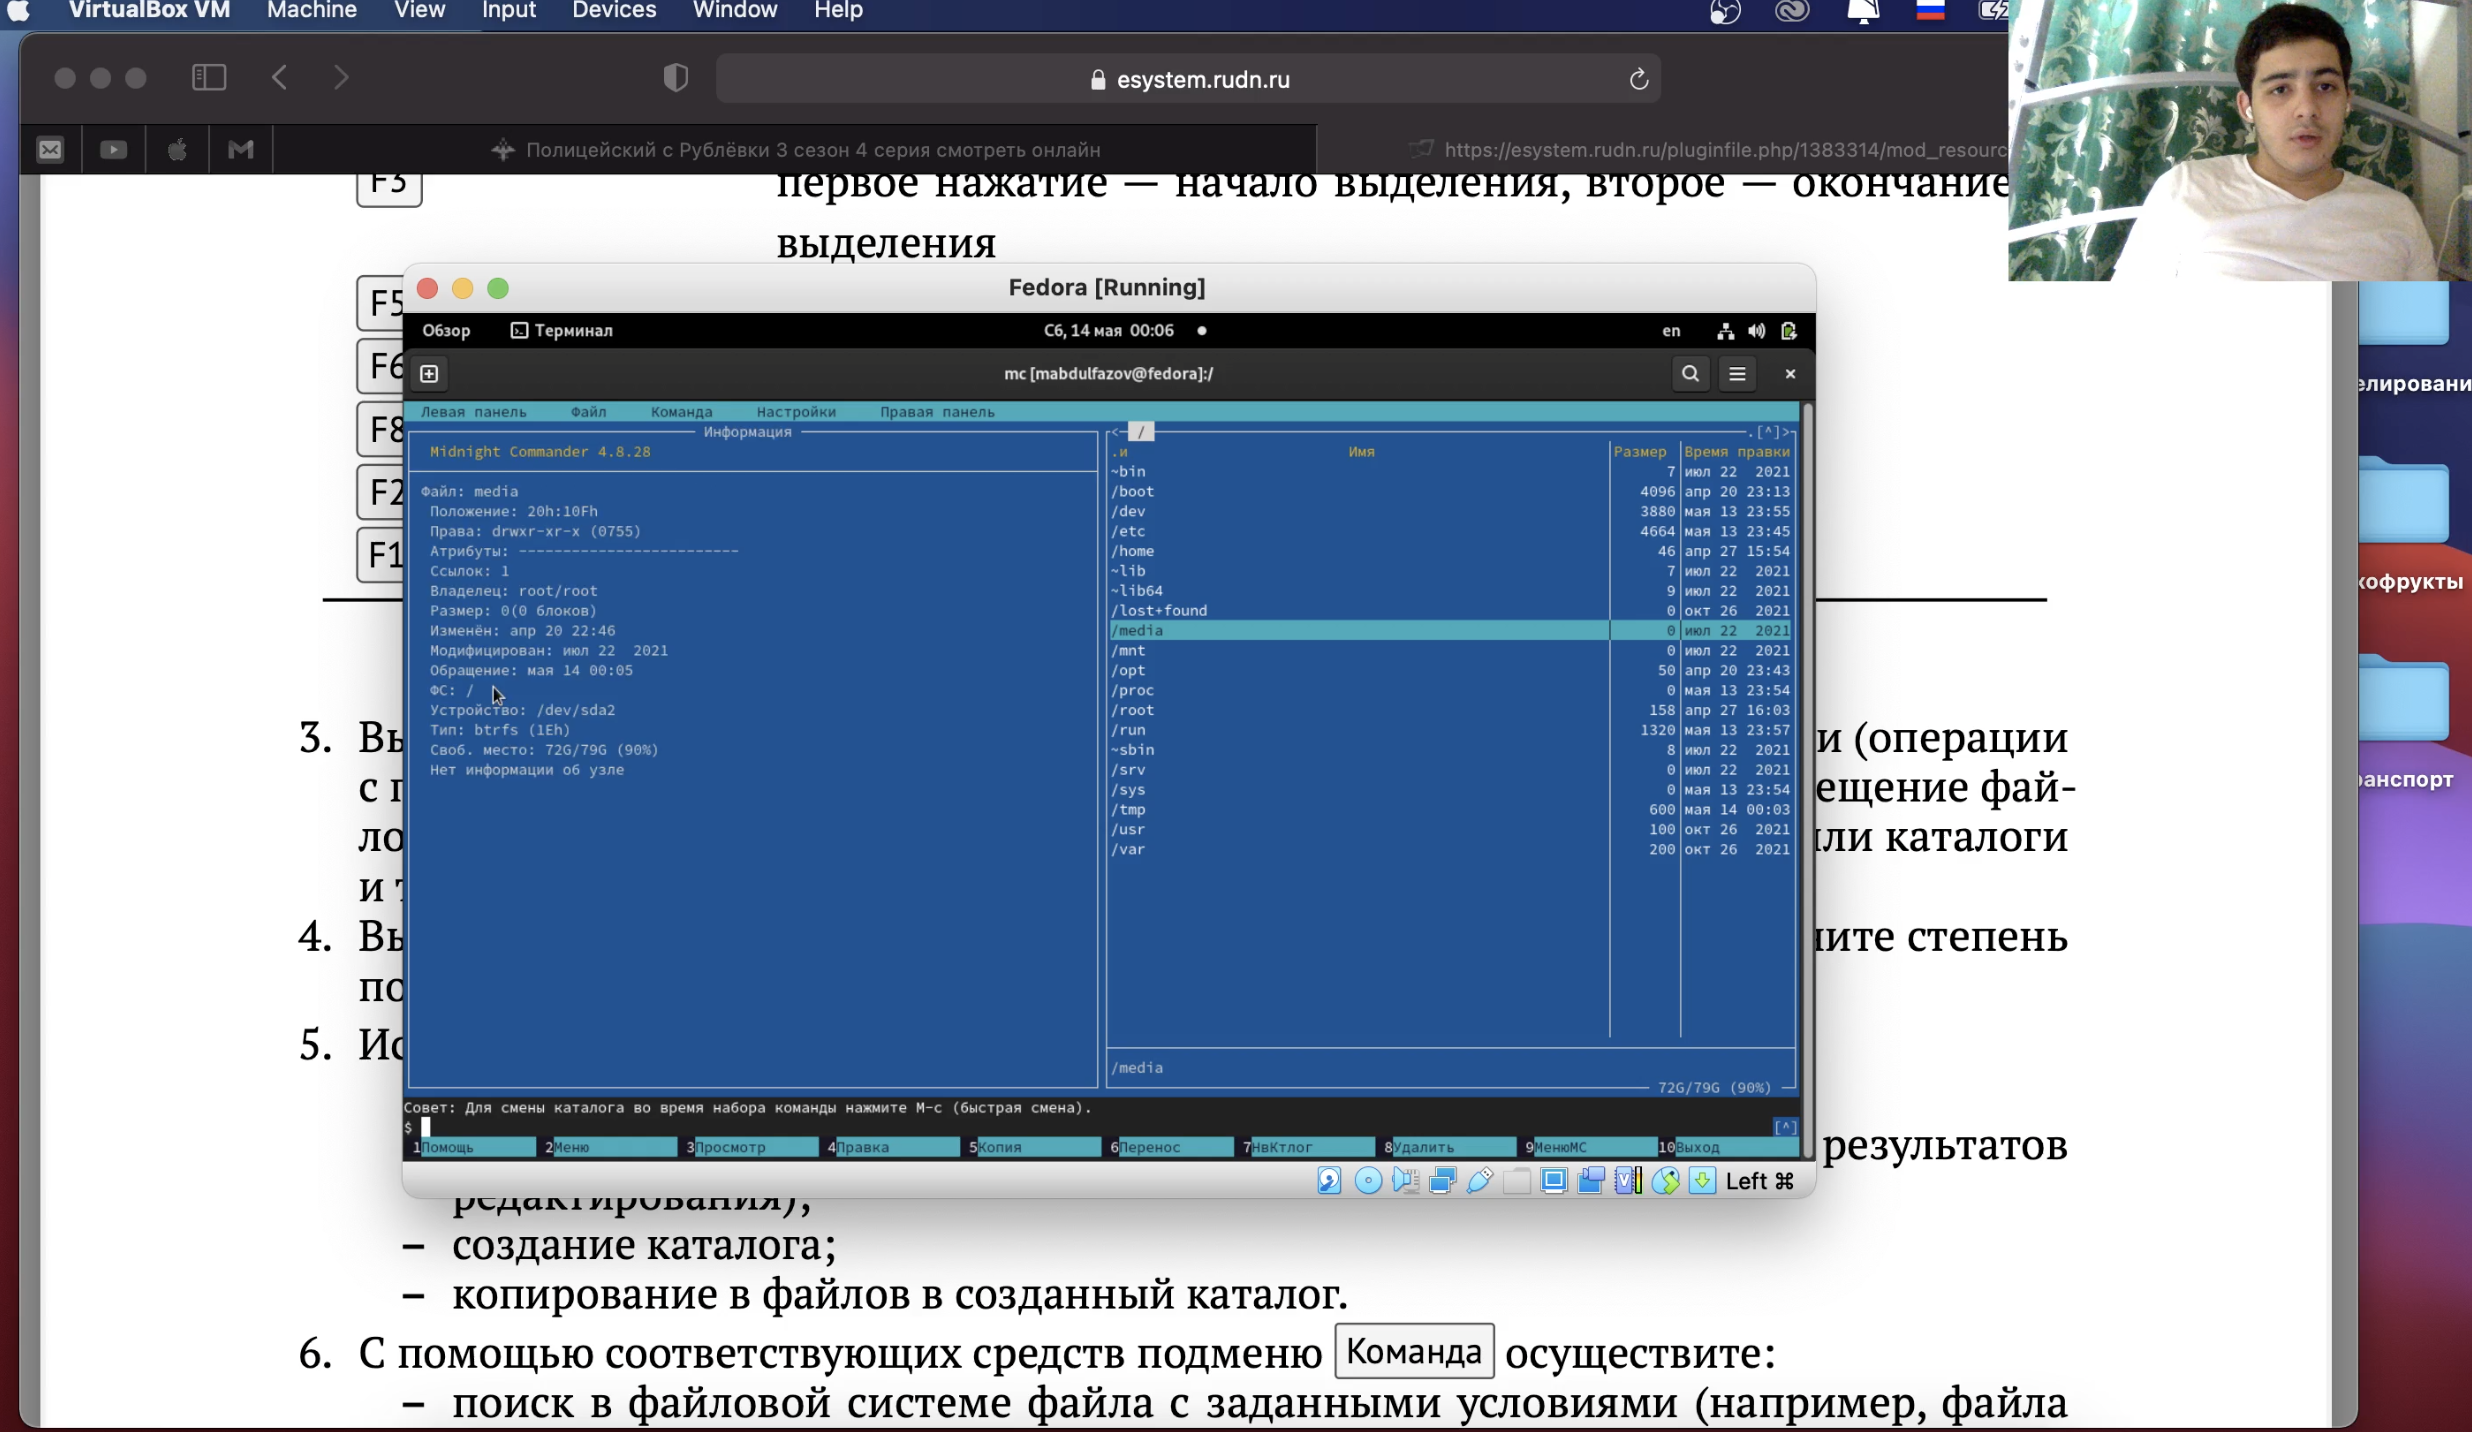 VirtualBox VM Machine View Input Devices Window Help
esystem.rudn.ru
Полицейский с Рублёвки 3 сезон 4 серия смотреть онлайн
https://esystem.rudn.ru/pluginfile.php/1383314/mod_resourc
F3 первое нажатие — начало выделения, второе — окончание
выделения
F5
F6
F8
F2
F1
Fedora [Running]
Обзор Терминал Сб, 14 мая 00:06 en
mc [mabdulfazov@fedora]:/
Левая панель Файл Команда Настройки Правая панель
Информация
Midnight Commander 4.8.28
Файл: media
Положение: 20h:10Fh
Права: drwxr-xr-x (0755)
Атрибуты: -------------------------
Ссылок: 1
Владелец: root/root
Размер: 0(0 блоков)
Изменён: апр 20 22:46
Модифицирован: июл 22 2021
Обращение: мая 14 00:05
ФС: /
Устройство: /dev/sda2
Тип: btrfs (1Eh)
Своб. место: 72G/79G (90%)
Нет информации об узле
<- / .[^]>
.и Имя Размер Время правки
~bin 7 июл 22 2021
/boot 4096 апр 20 23:13
/dev 3880 мая 13 23:55
/etc 4664 мая 13 23:45
/home 46 апр 27 15:54
~lib 7 июл 22 2021
~lib64 9 июл 22 2021
/lost+found 0 окт 26 2021
/media 0 июл 22 2021
/mnt 0 июл 22 2021
/opt 50 апр 20 23:43
/proc 0 мая 13 23:54
/root 158 апр 27 16:03
/run 1320 мая 13 23:57
~sbin 8 июл 22 2021
/srv 0 июл 22 2021
/sys 0 мая 13 23:54
/tmp 600 мая 14 00:03
/usr 100 окт 26 2021
/var 200 окт 26 2021
/media
72G/79G (90%)
Совет: Для смены каталога во время набора команды нажмите M-c (быстрая смена).
$ [^]
1Помощь 2Меню 3Просмотр 4Правка 5Копия 6Перенос 7НвКтлог 8Удалить 9МенюМС 10Выход
Left ⌘
3. Вы и (операции
с п ещение фай-
ло или каталоги
и т
4. Вы ните степень
по
5. Ис
результатов
редактирования);
– создание каталога;
– копирование в файлов в созданный каталог.
6. С помощью соответствующих средств подменю Команда осуществите:
– поиск в файловой системе файла с заданными условиями (например, файла
елировани
кофрукты
ранспорт